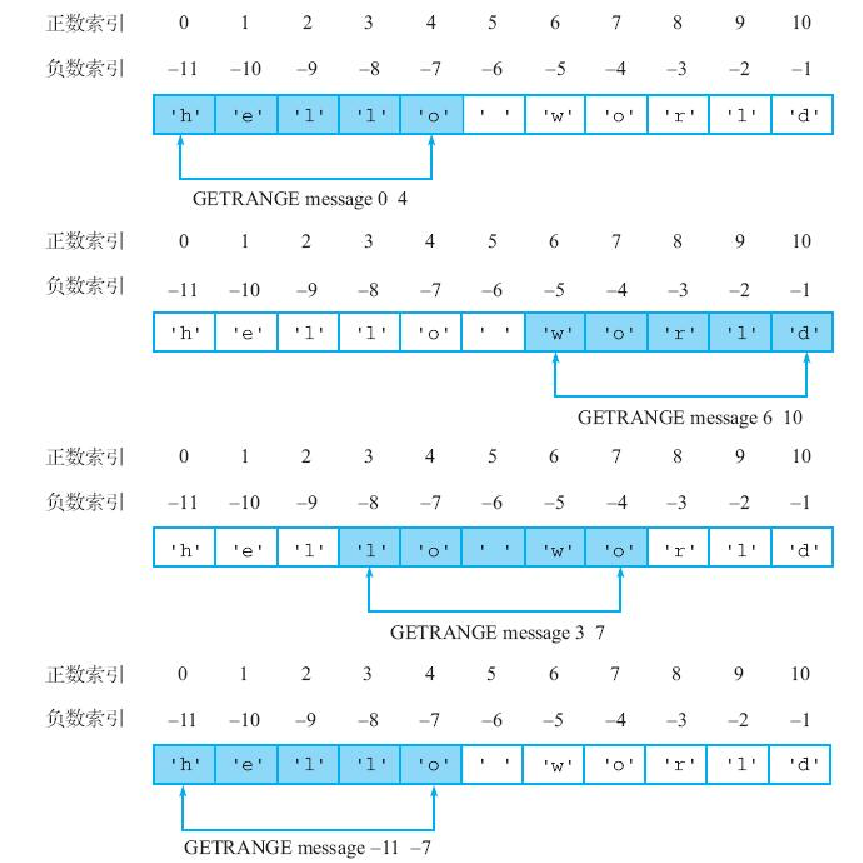 正数索引 0 1 2 3 4 5 6 7 8 9 10
负数索引 –11 –10 –9 –8 –7 –6 –5 –4 –3 –2 –1
'h' 'e' 'l' 'l' 'o' ' ' 'w' 'o' 'r' 'l' 'd'
GETRANGE message 0 4
正数索引 0 1 2 3 4 5 6 7 8 9 10
负数索引 –11 –10 –9 –8 –7 –6 –5 –4 –3 –2 –1
'h' 'e' 'l' 'l' 'o' ' ' 'w' 'o' 'r' 'l' 'd'
GETRANGE message 6 10
正数索引 0 1 2 3 4 5 6 7 8 9 10
负数索引 –11 –10 –9 –8 –7 –6 –5 –4 –3 –2 –1
'h' 'e' 'l' 'l' 'o' ' ' 'w' 'o' 'r' 'l' 'd'
GETRANGE message 3 7
正数索引 0 1 2 3 4 5 6 7 8 9 10
负数索引 –11 –10 –9 –8 –7 –6 –5 –4 –3 –2 –1
'h' 'e' 'l' 'l' 'o' ' ' 'w' 'o' 'r' 'l' 'd'
GETRANGE message –11 –7